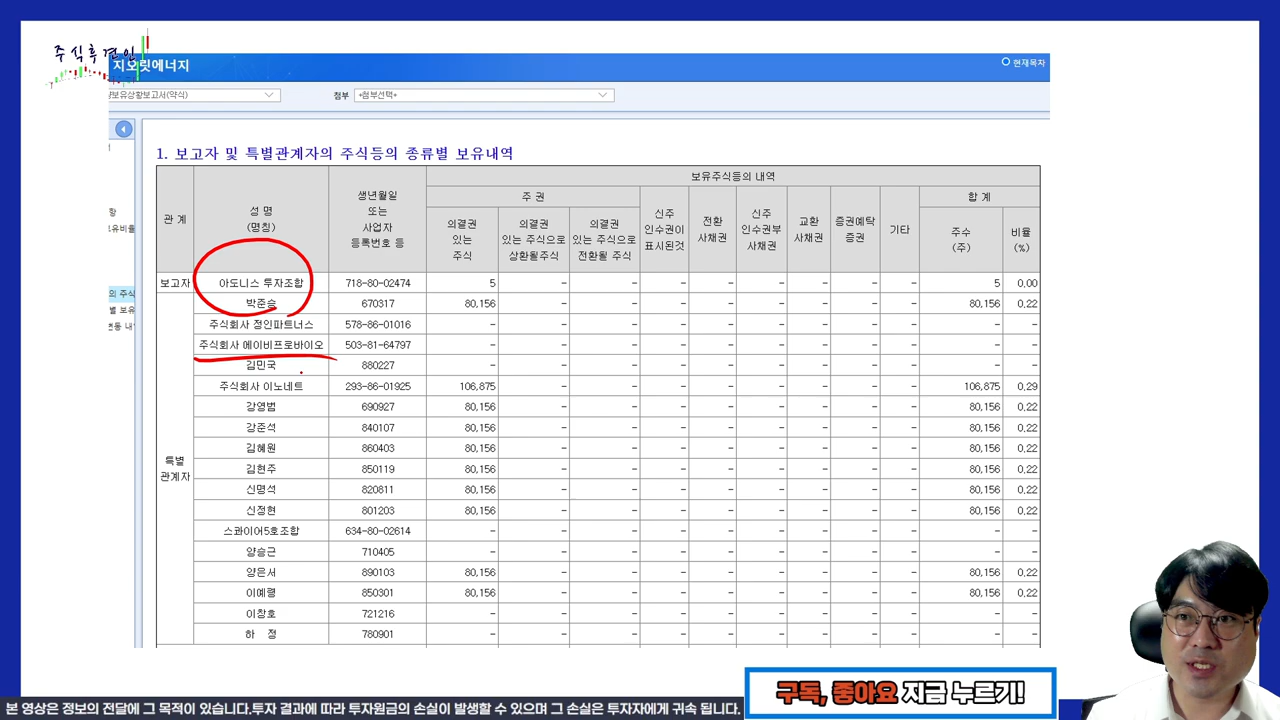 주식후견인
지오릿에너지
현재목차
보유상황보고서(약식)
첨부
+첨부선택+
1. 보고자 및 특별관계자의 주식등의 종류별 보유내역
관 계
성 명
(명칭)
생년월일
또는
사업자
등록번호 등
보유주식등의 내역
주 권
의결권
있는
주식
의결권
있는 주식으로
상환될주식
의결권
있는 주식으로
전환될 주식
신주
인수권이
표시된것
전환
사채권
신주
인수권부
사채권
교환
사채권
증권예탁
증권
기타
합 계
주수
(주)
비율
(%)
보고자 아도니스 투자조합 718-80-02474 5 - - - - - - - - 5 0,00
특별
관계자
박준승 670317 80,156 - - - - - - - - 80,156 0,22
주식회사 정인파트너스 578-86-01016 - - - - - - - - - - -
주식회사 에이비프로바이오 503-81-64797 - - - - - - - - - - -
김민국 880227 - - - - - - - - - - -
주식회사 이노네트 293-86-01925 106,875 - - - - - - - - 106,875 0,29
강영범 690927 80,156 - - - - - - - - 80,156 0,22
강준석 840107 80,156 - - - - - - - - 80,156 0,22
김혜원 860403 80,156 - - - - - - - - 80,156 0,22
김현주 850119 80,156 - - - - - - - - 80,156 0,22
신명석 820811 80,156 - - - - - - - - 80,156 0,22
신정현 801203 80,156 - - - - - - - - 80,156 0,22
스콰이어5호조합 634-80-02614 - - - - - - - - - - -
양승근 710405 - - - - - - - - - - -
양은서 890103 80,156 - - - - - - - - 80,156 0,22
이예령 850301 80,156 - - - - - - - - 80,156 0,22
이창호 721216 - - - - - - - - - - -
하 정 780901 - - - - - - - - - - -
구독, 좋아요 지금 누르기!
본 영상은 정보의 전달에 그 목적이 있습니다.투자 결과에 따라 투자원금의 손실이 발생할 수 있으며 그 손실은 투자자에게 귀속 됩니다.